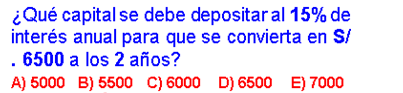 ¿Qué capital se debe depositar al 15% de
interés anual para que se convierta en S/
. 6500 a los 2 años?
A) 5000 B) 5500 C) 6000 D) 6500 E) 7000